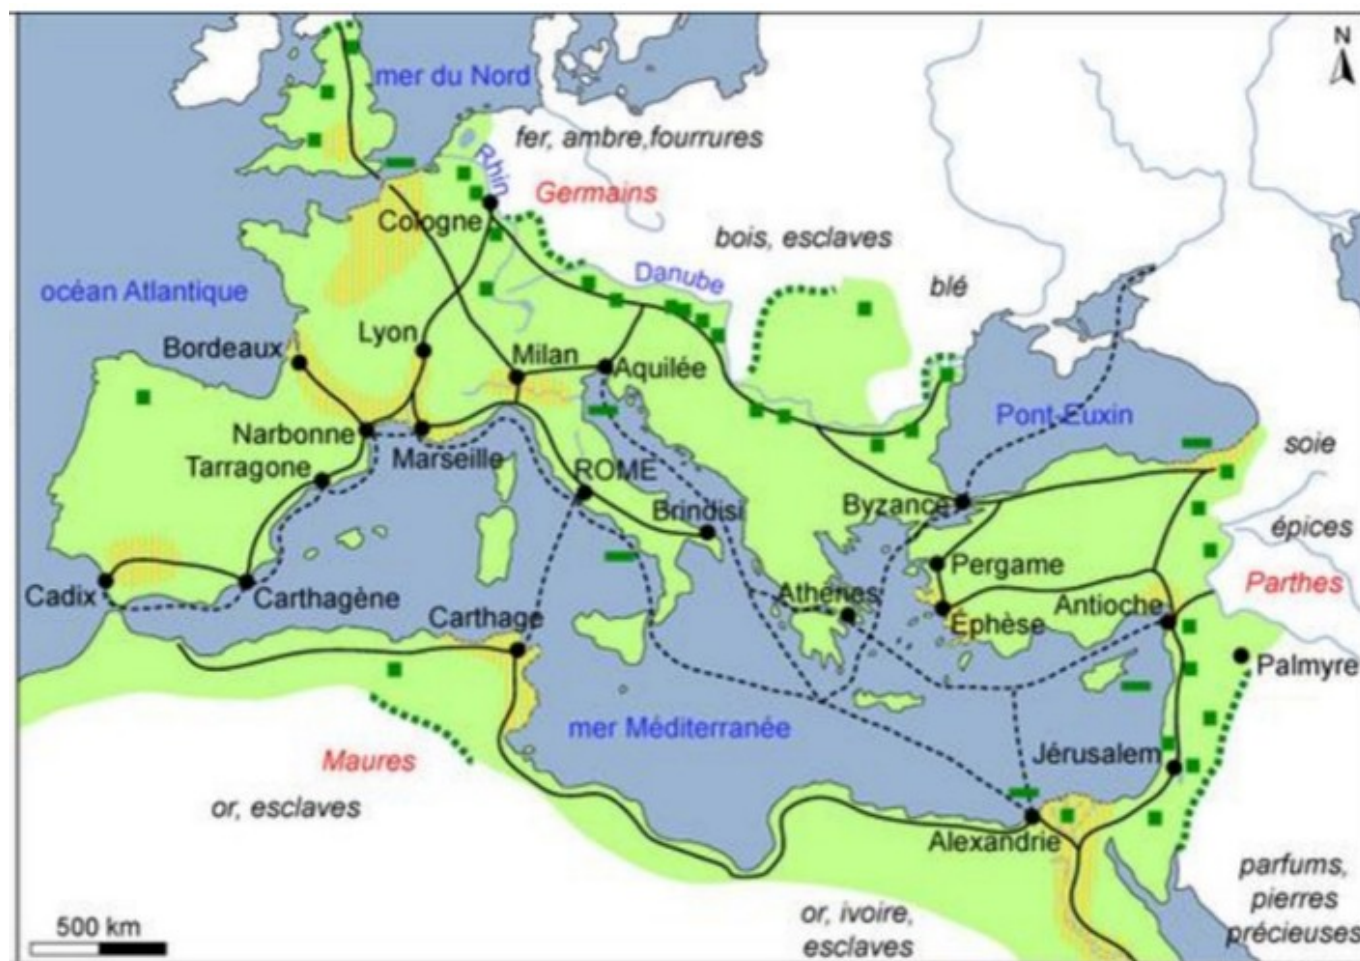 N
mer du Nord
fer, ambre,fourrures
Rhin
Germains
Cologne
bois, esclaves
Danube
blé
océan Atlantique
Lyon
Bordeaux
Milan
Aquilée
Pont-Euxin
Narbonne
Marseille
soie
Tarragone
ROME
Byzance
Brindisi
épices
Pergame
Parthes
Cadix
Carthagène
Carthage
Athènes
Éphèse
Antioche
Palmyre
mer Méditerranée
Maures
Jérusalem
or, esclaves
Alexandrie
parfums,
pierres
précieuses
or, ivoire,
esclaves
500 km